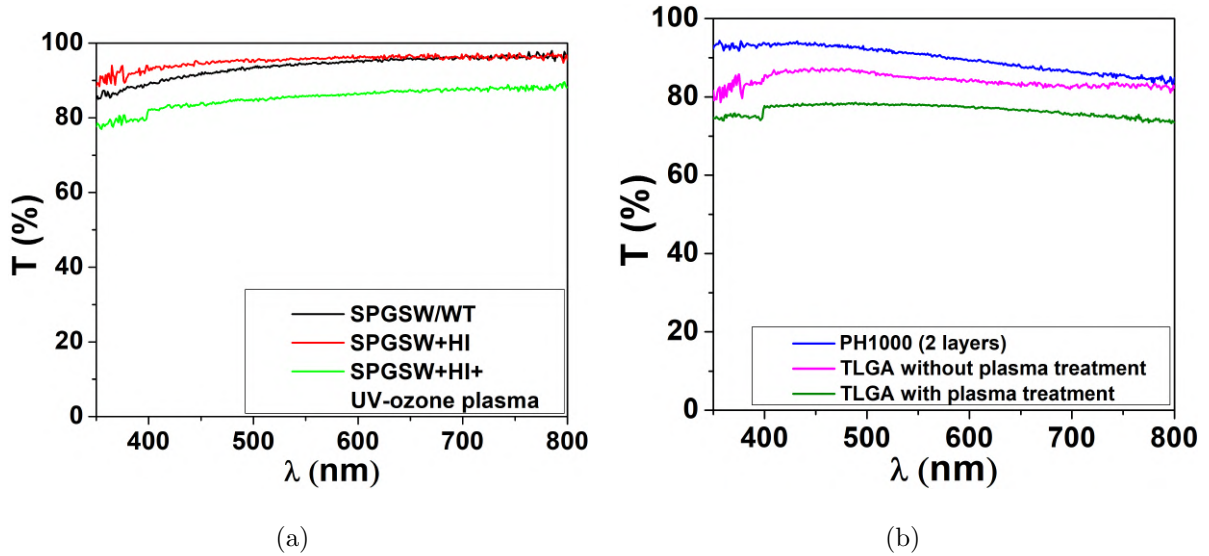 100
80
60
40
20
0
T (%)
400 500 600 700 800
λ (nm)
SPGSW/WT
SPGSW+HI
SPGSW+HI+
UV-ozone plasma
(a)
100
80
60
40
20
0
T (%)
400 500 600 700 800
λ (nm)
PH1000 (2 layers)
TLGA without plasma treatment
TLGA with plasma treatment
(b)